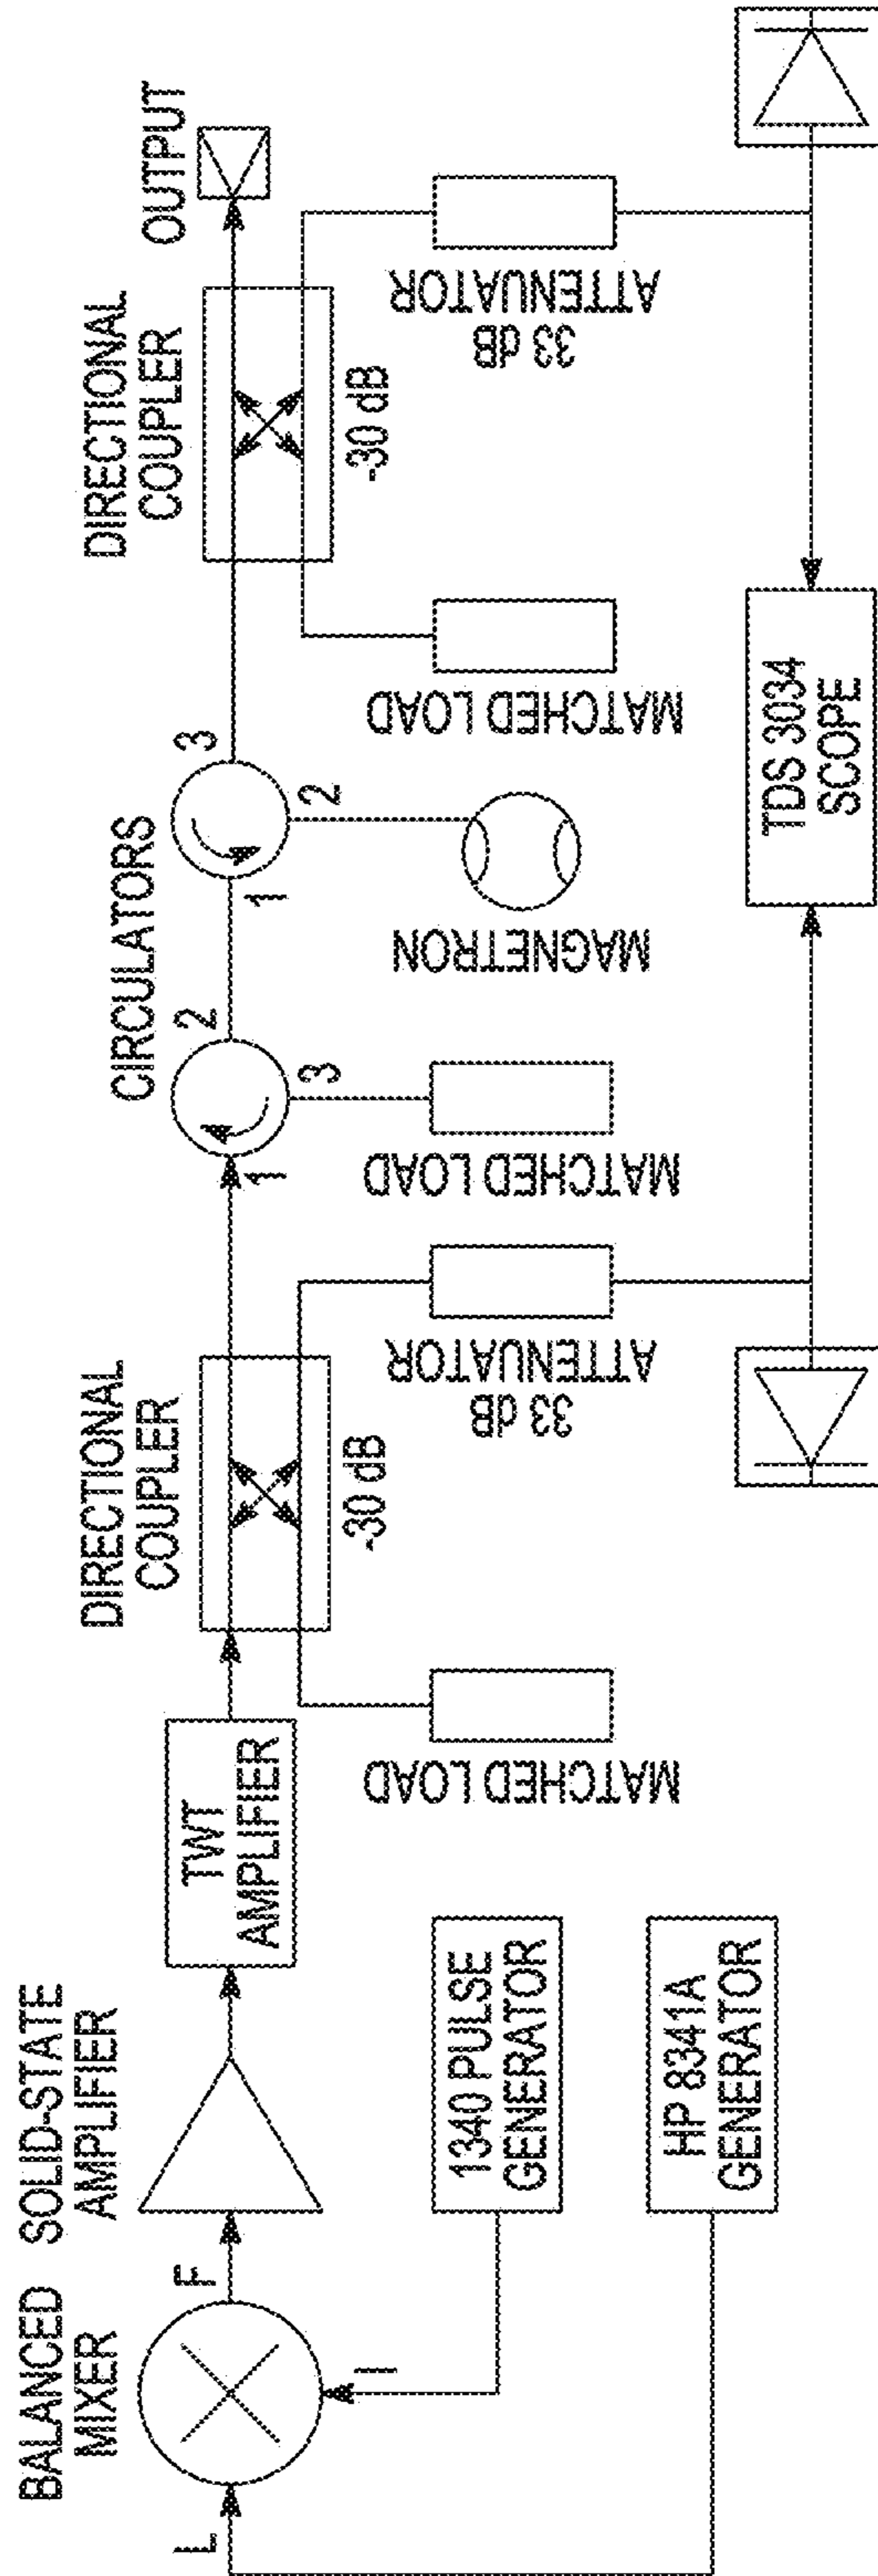 BALANCED
MIXER
L
F
I
SOLID-STATE
AMPLIFIER
TWT
AMPLIFIER
1340 PULSE
GENERATOR
HP 8341A
GENERATOR
DIRECTIONAL
COUPLER
-30 dB
MATCHED LOAD
33 dB
ATTENUATOR
CIRCULATORS
1
2
3
MATCHED LOAD
1
2
3
MAGNETRON
DIRECTIONAL
COUPLER
-30 dB
MATCHED LOAD
33 dB
ATTENUATOR
OUTPUT
TDS 3034
SCOPE